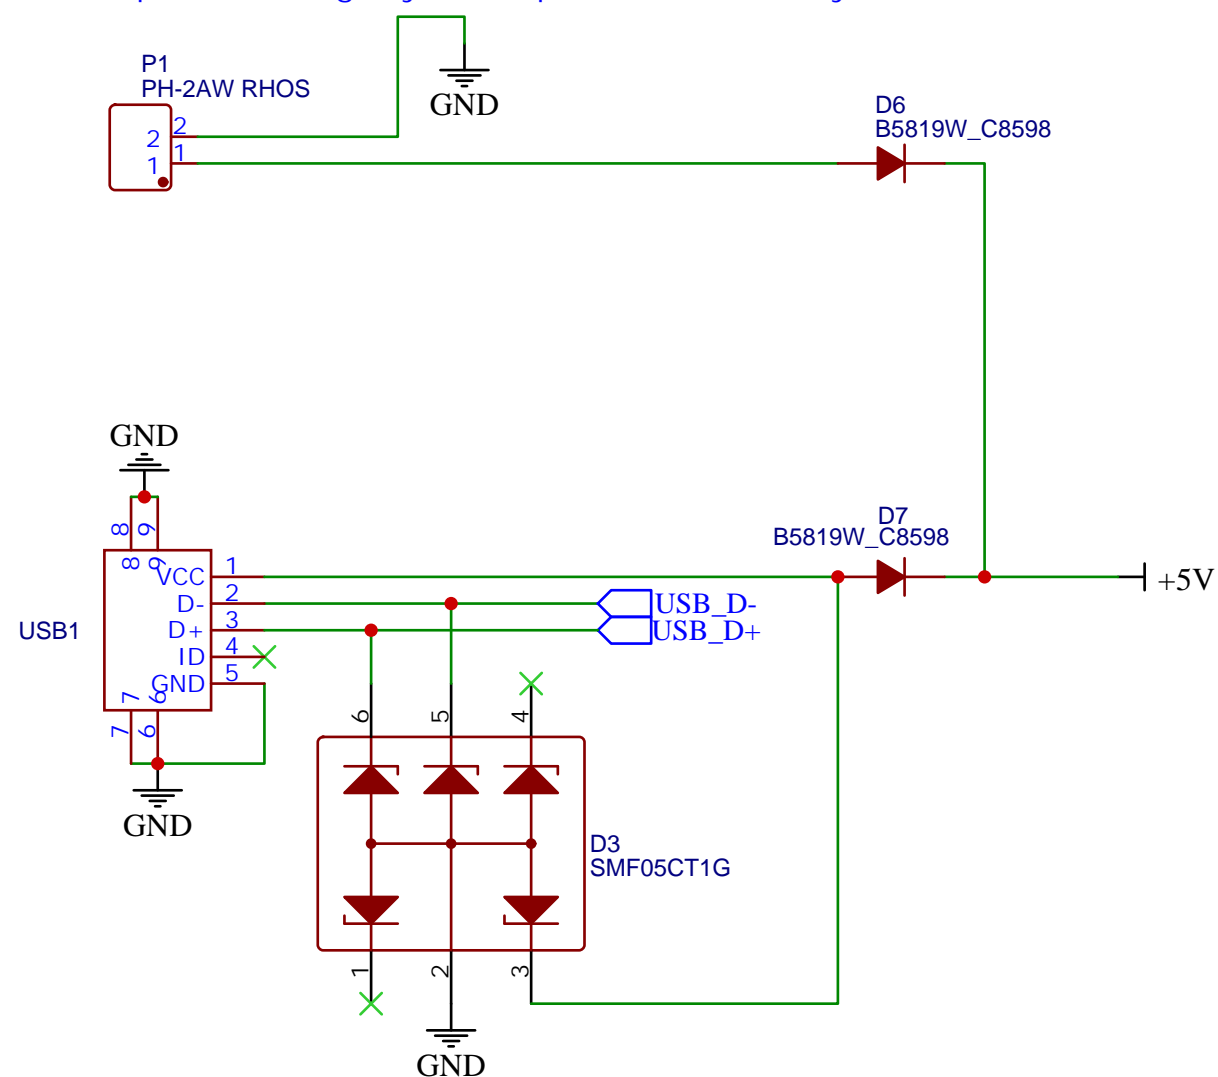 P1
PH-2AW RHOS
2
2
1
1
GND
D6
B5819W_C8598
GND
8
9
8
9
VCC
1
D-
2
D+
3
ID
4
GND
5
USB1
7
6
7
6
GND
USB_D-
USB_D+
D7
B5819W_C8598
+5V
6
5
4
D3
SMF05CT1G
1
2
3
GND